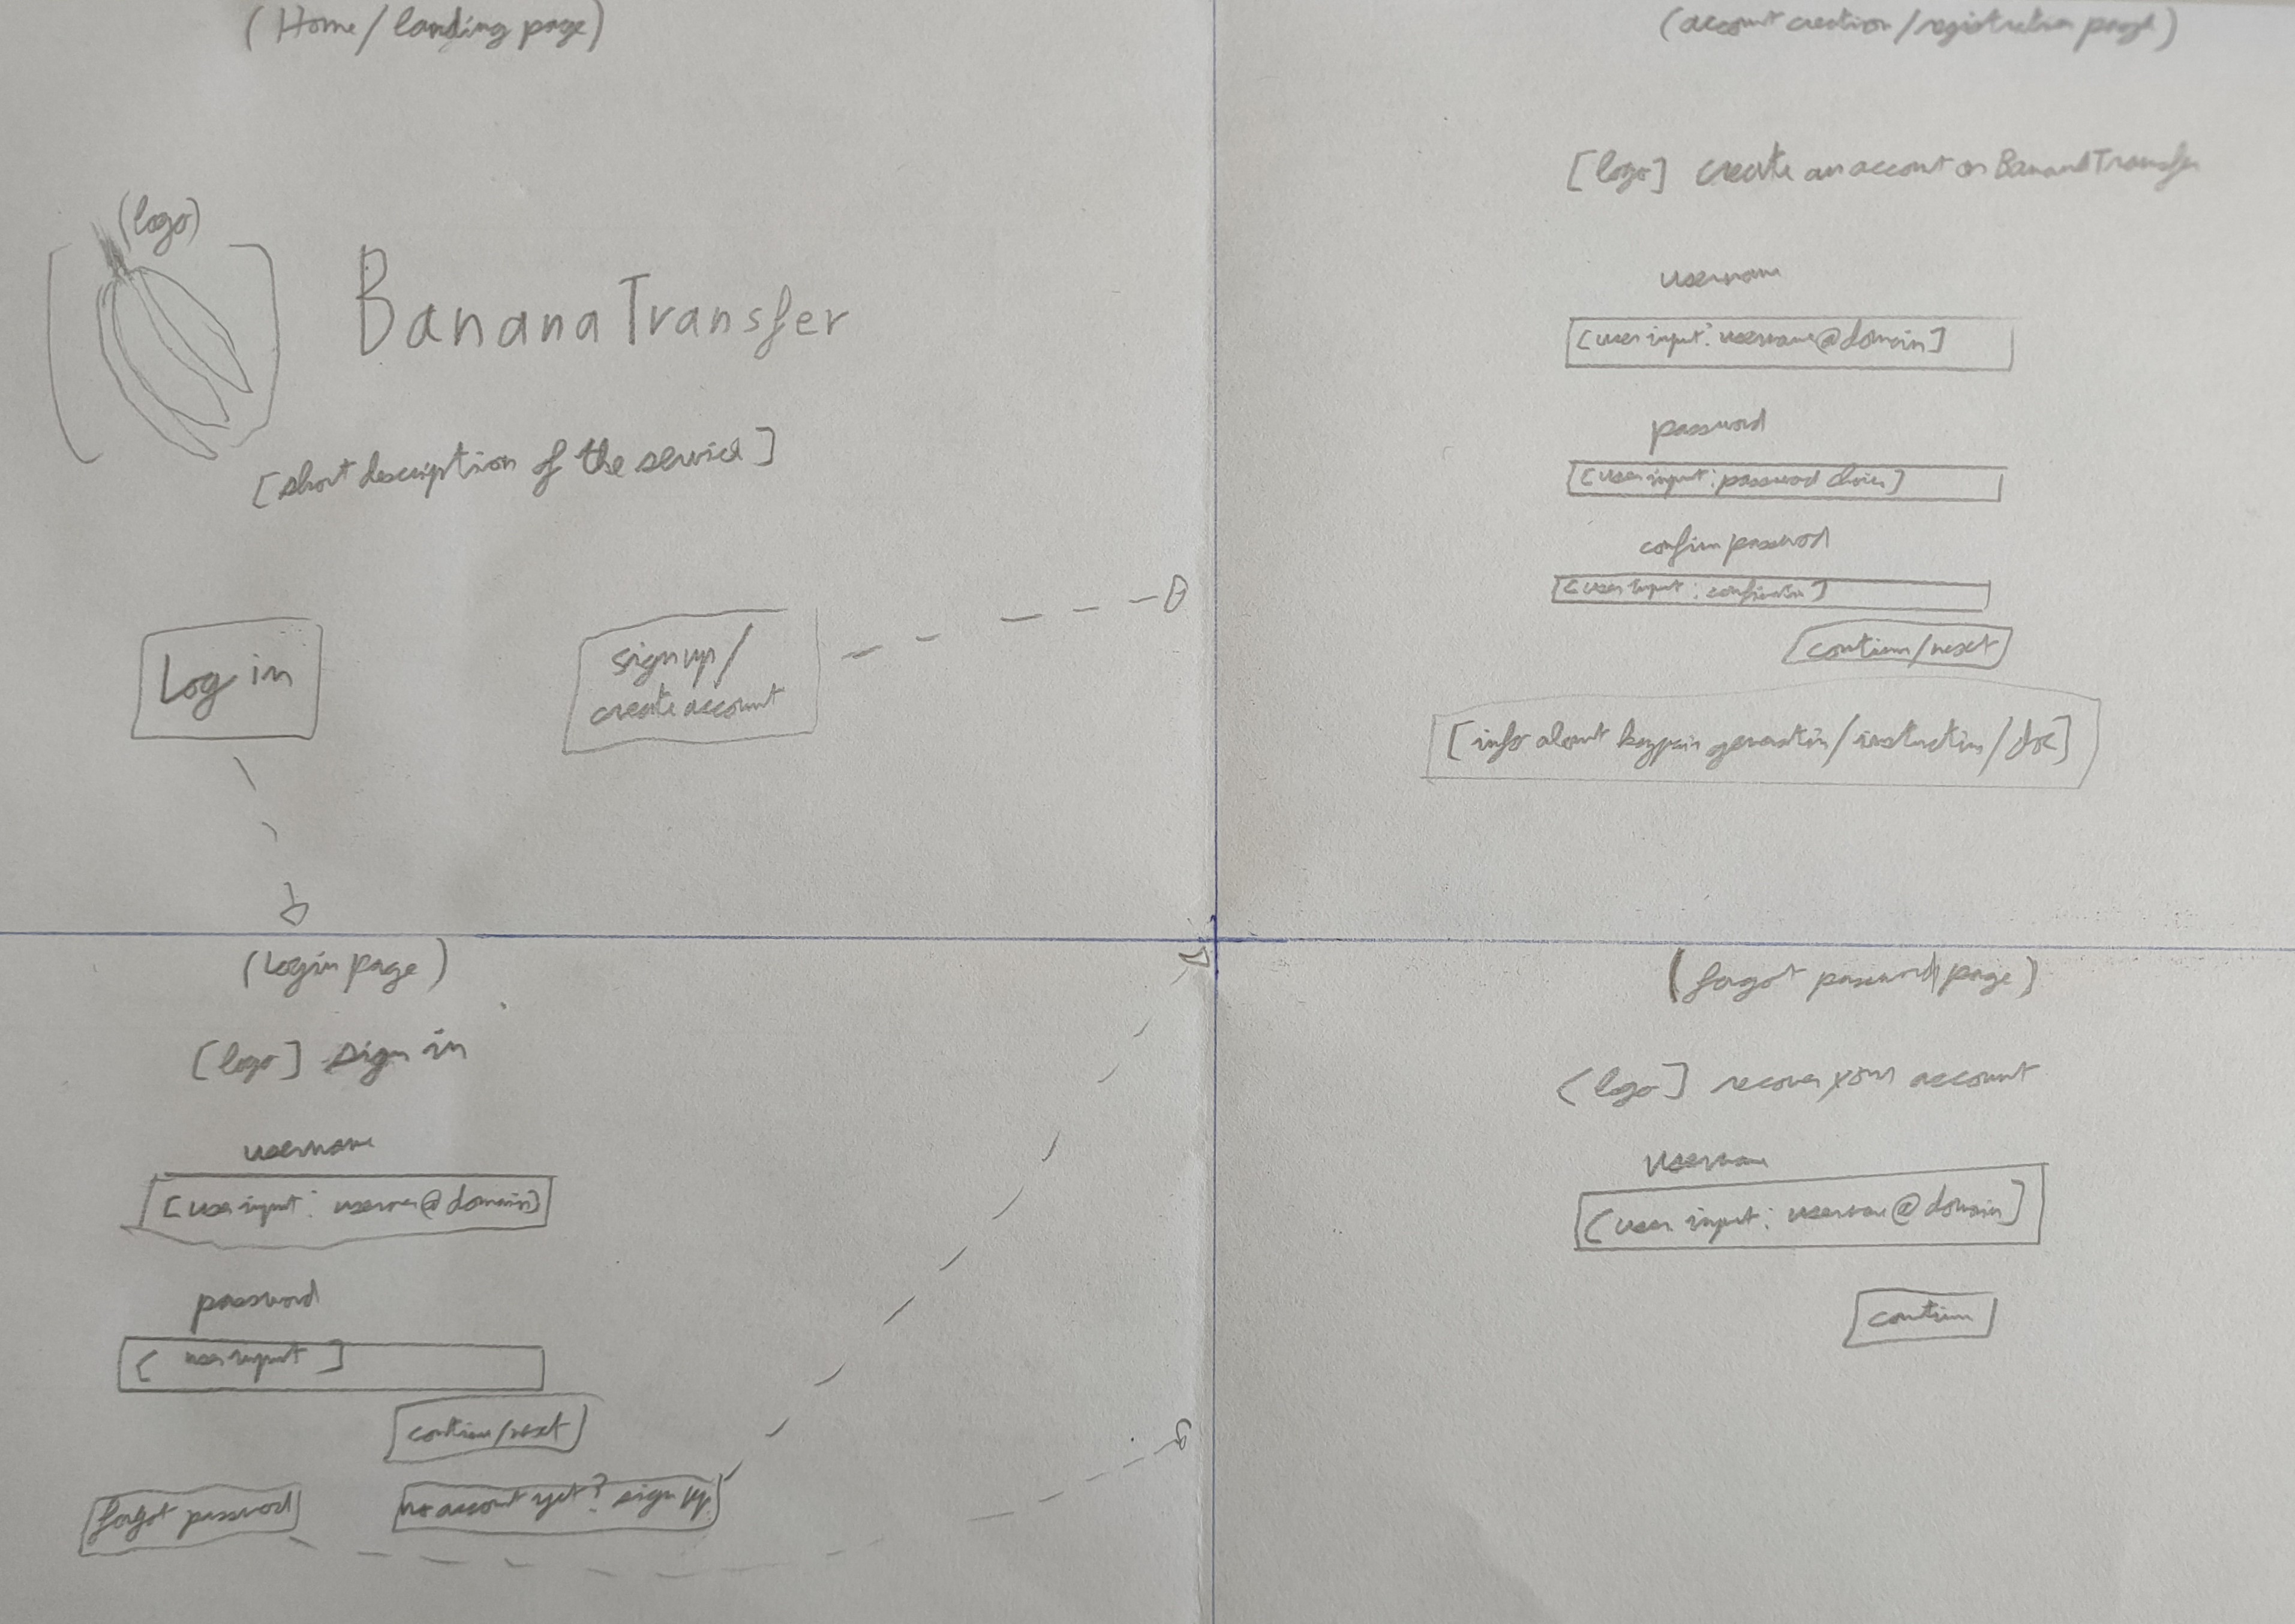 (Home/landing page)
(logo)
BananaTransfer
[short description of the service]
Log in
sign up/
create account
(account creation/registration page)
[logo] create an account on BananaTransfer
username
[user input: username@domain]
password
[user input: password choice]
confirm password
[user input: confirmation]
continue/next
[info about keypair generation/instruction/doc]
(Login page)
[logo] sign in
username
[user input: username@domain]
password
[user input]
continue/next
forgot password
no account yet? sign up
(forgot password page)
[logo] recover your account
username
[user input: username@domain]
continue